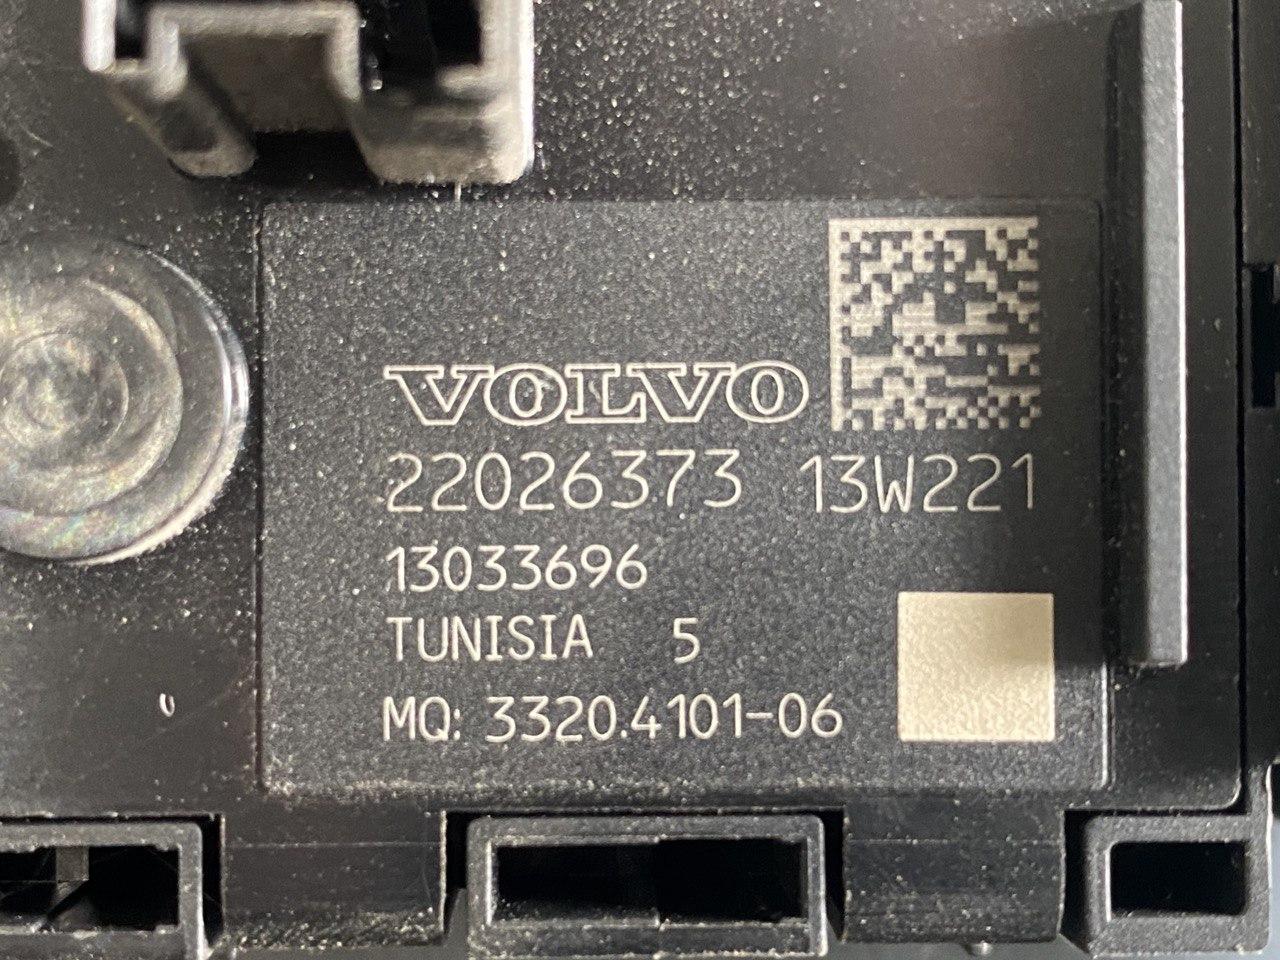 VOLVO
22026373 13W221
13033696
TUNISIA 5
MQ: 3320.4101-06